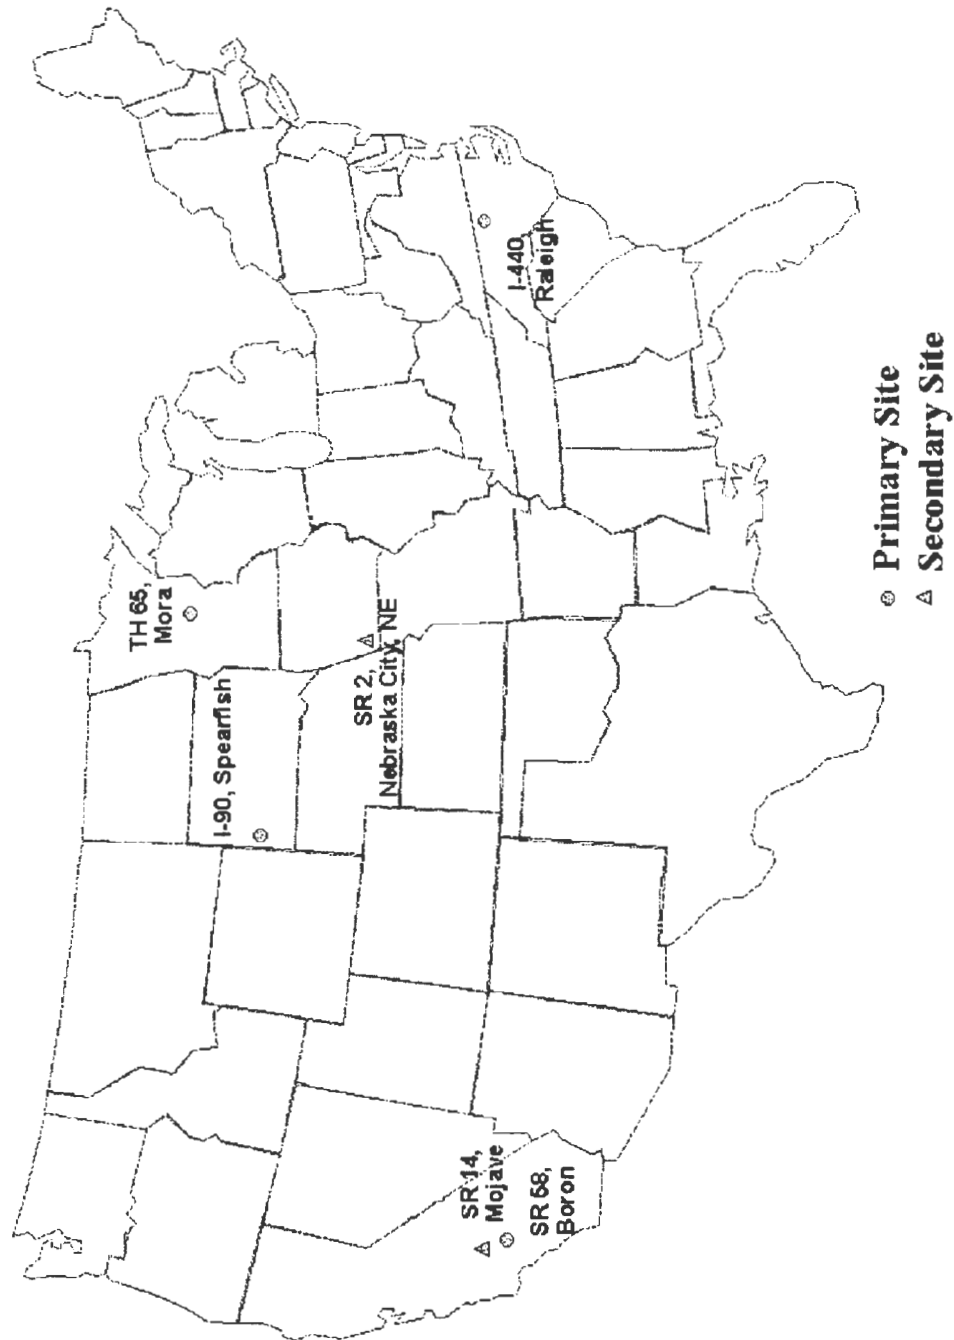 TH 65,
Mora
I-90, Spearfish
SR 2,
Nebraska City, NE
I-440,
Raleigh
SR 14,
Mojave
SR 58,
Boron
Primary Site
Secondary Site